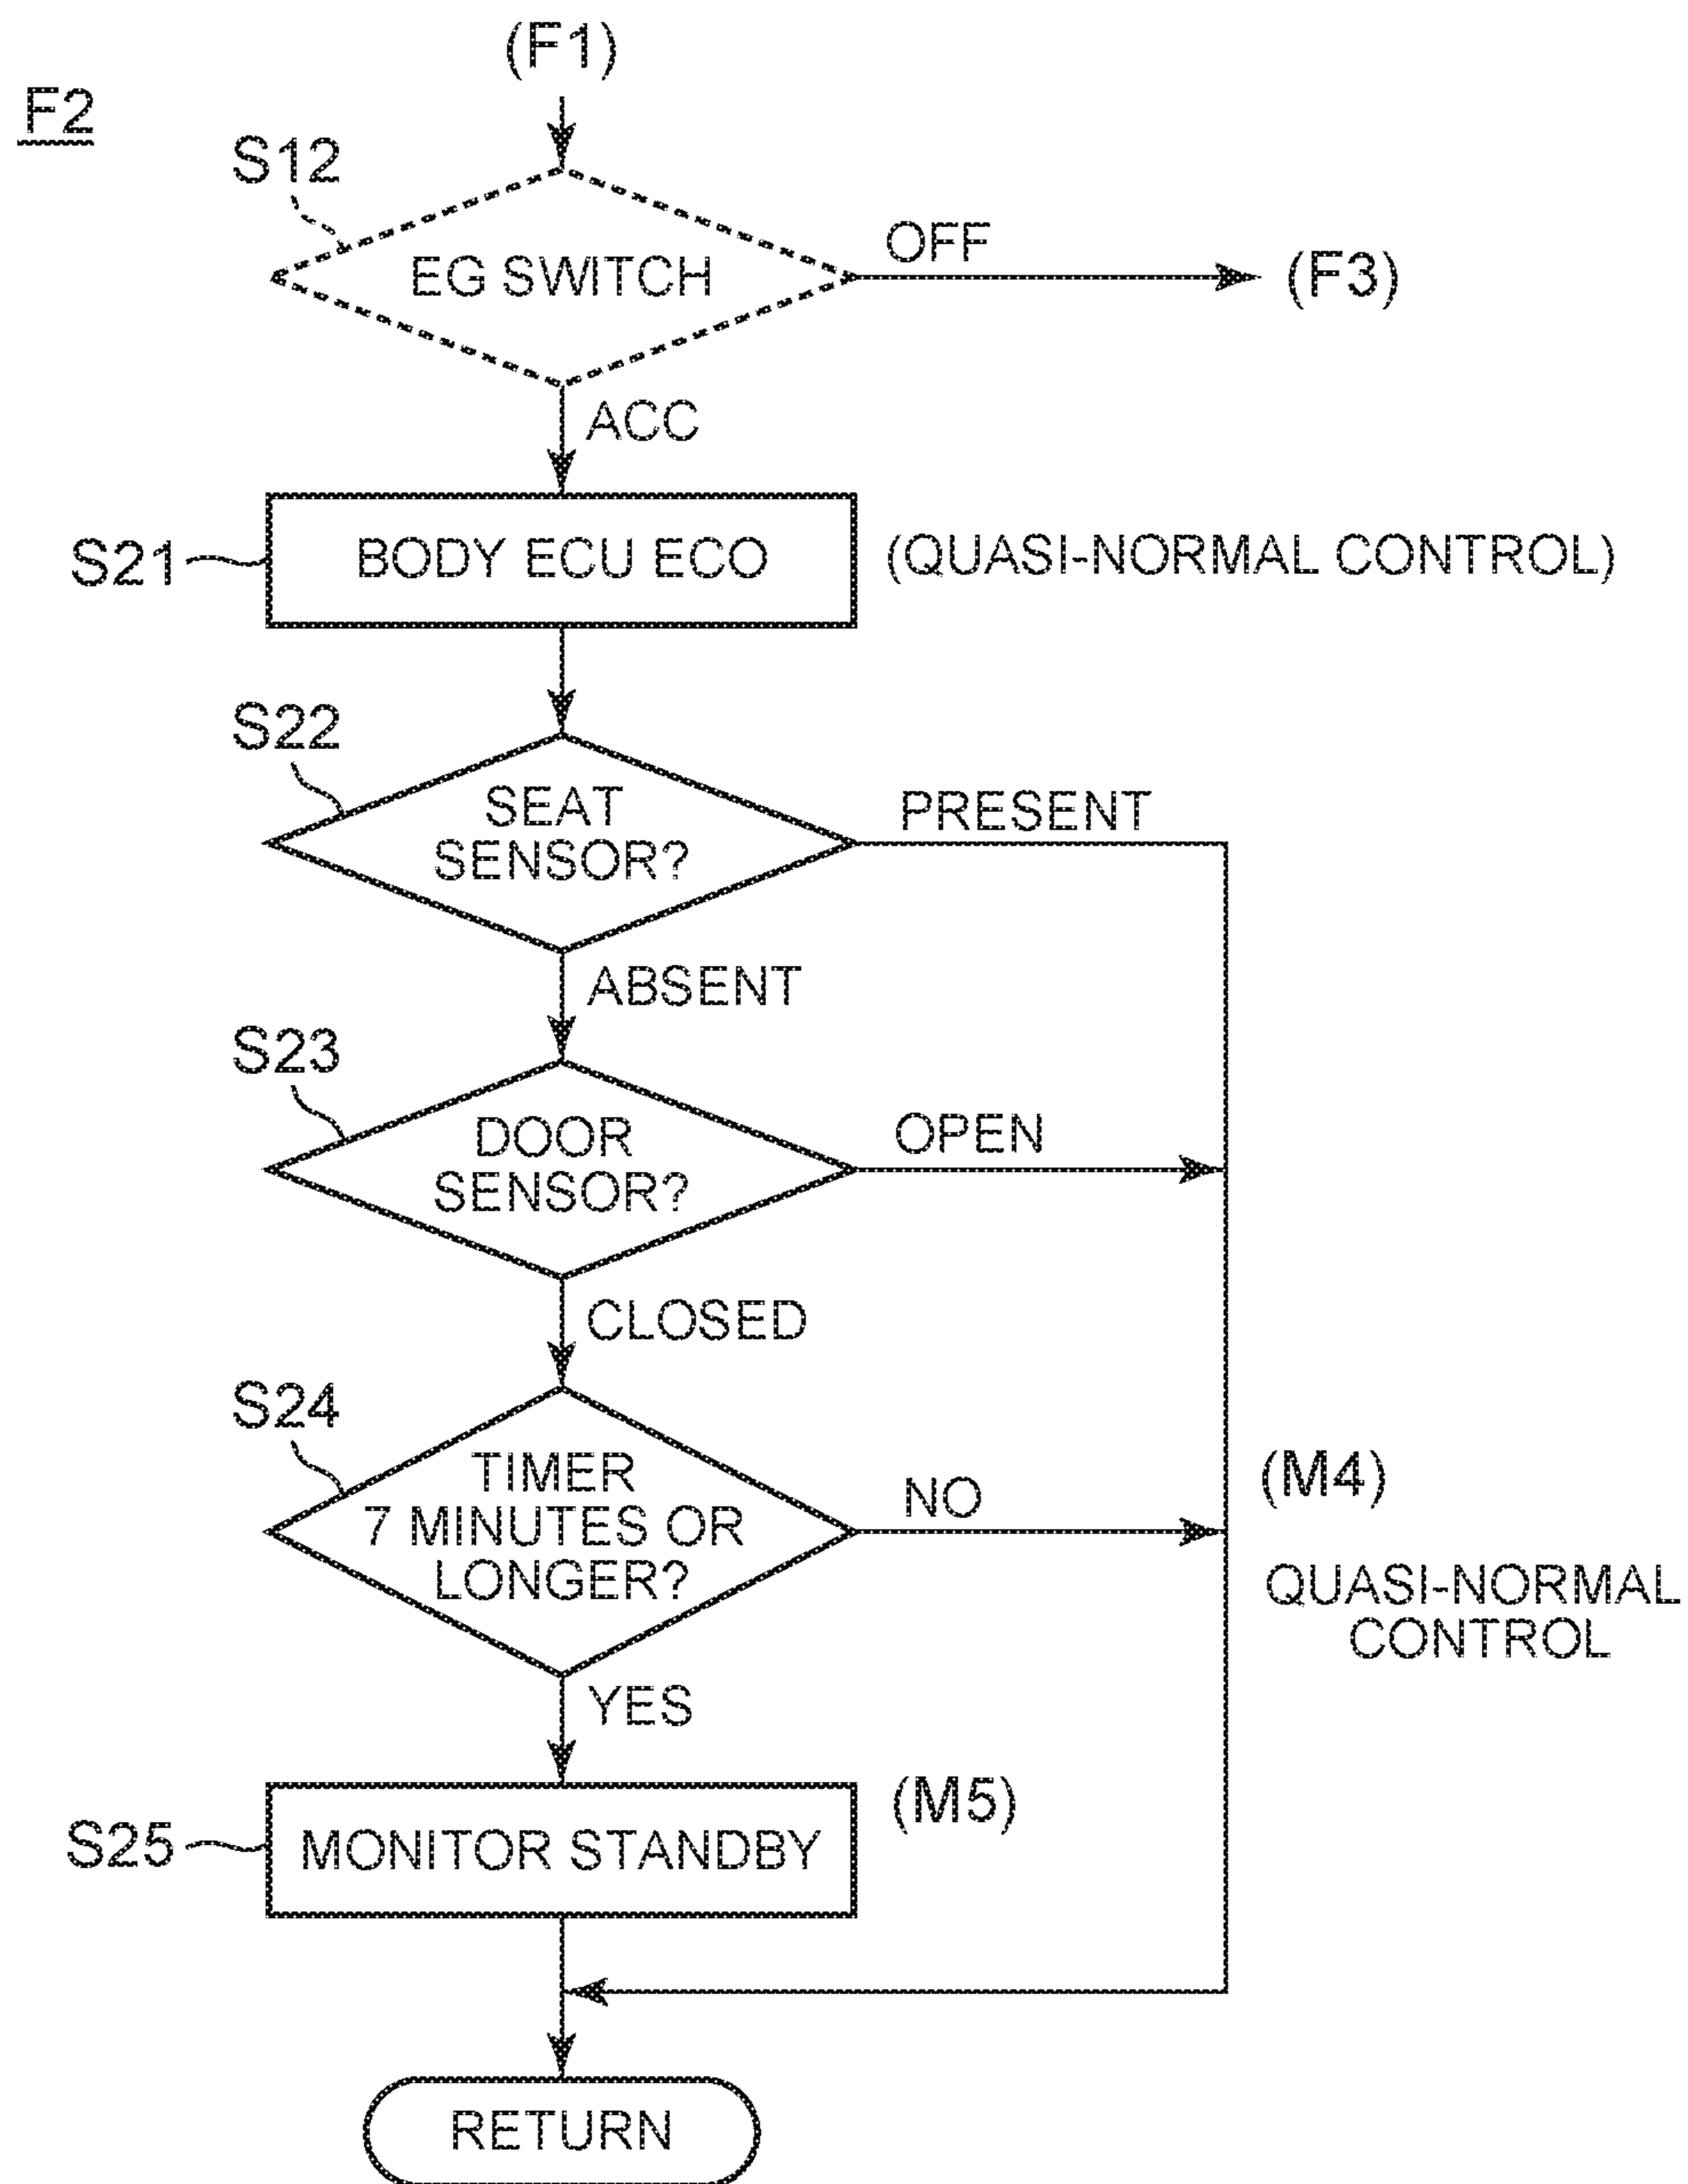 (F1)
F2
S12
EG SWITCH
OFF
(F3)
ACC
S21
BODY ECU ECO
(QUASI-NORMAL CONTROL)
S22
SEAT
SENSOR?
PRESENT
ABSENT
S23
DOOR
SENSOR?
OPEN
CLOSED
S24
TIMER
7 MINUTES OR
LONGER?
NO
(M4)
QUASI-NORMAL
CONTROL
YES
S25
MONITOR STANDBY
(M5)
RETURN